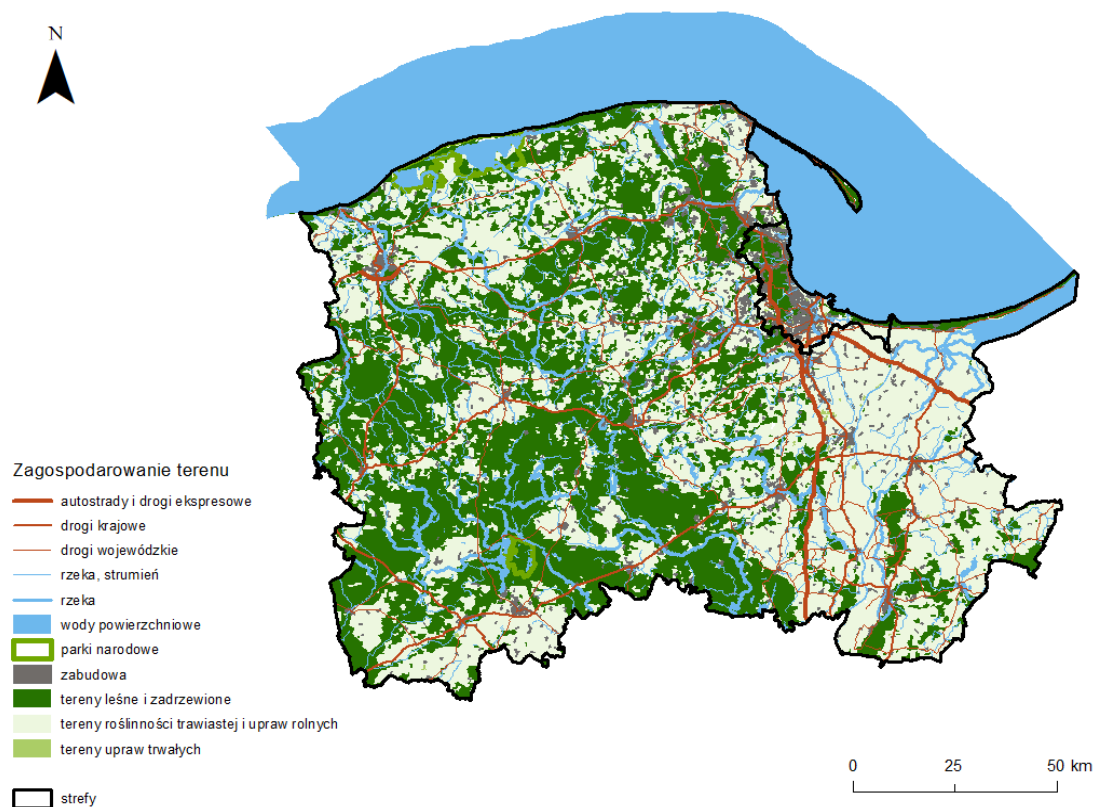 N
Zagospodarowanie terenu
autostrady i drogi ekspresowe
drogi krajowe
drogi wojewódzkie
rzeka, strumień
rzeka
wody powierzchniowe
parki narodowe
zabudowa
tereny leśne i zadrzewione
tereny roślinności trawiastej i upraw rolnych
tereny upraw trwałych
strefy
0 25 50 km